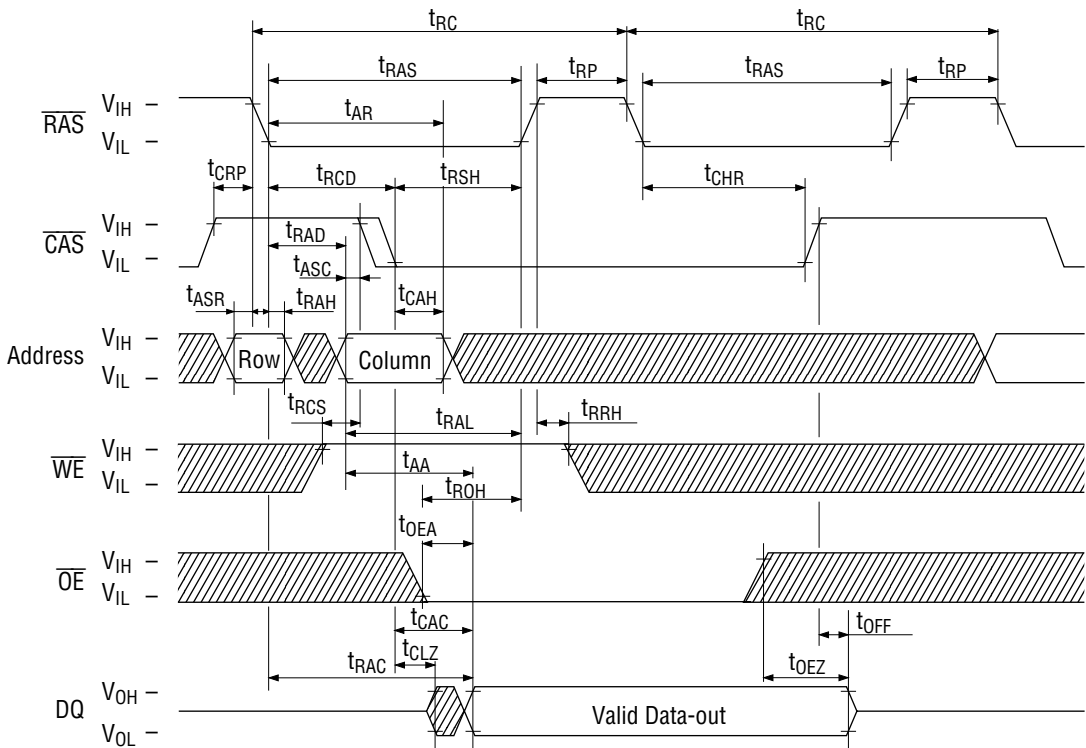 tRC tRC
tRAS tRP tRAS tRP
RAS VIH –
VIL –
tAR
tCRP tRCD tRSH tCHR
CAS VIH –
VIL –
tRAD
tASC
tASR tRAH tCAH
Address VIH –
VIL –
Row Column
tRCS tRAL tRRH
WE VIH –
VIL –
tAA
tROH
tOEA
OE VIH –
VIL –
tCAC tOFF
tRAC tCLZ tOEZ
DQ VOH –
VOL –
Valid Data-out